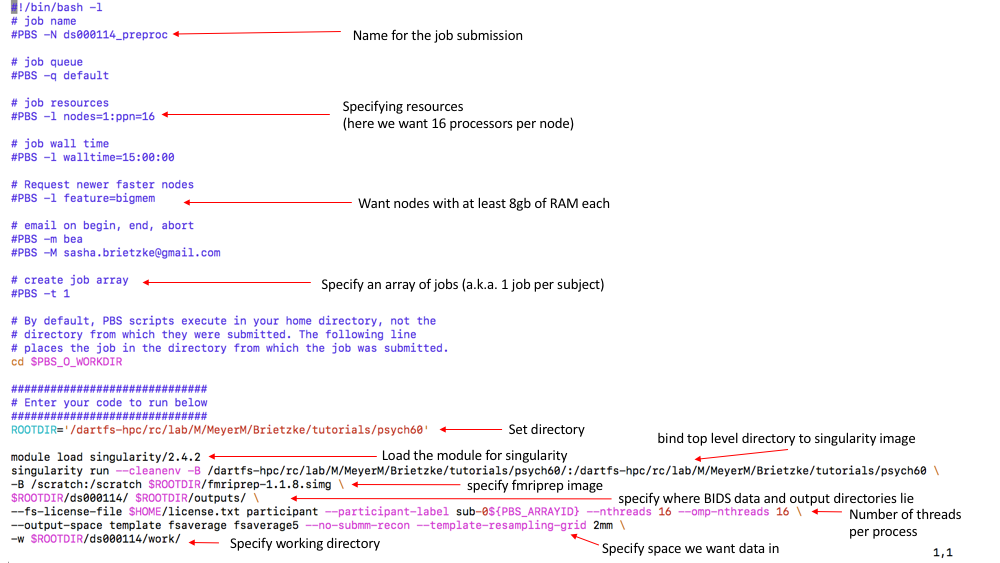 #!/bin/bash -l
# job name
#PBS -N ds000114_preproc
Name for the job submission
# job queue
#PBS -q default
# job resources
#PBS -l nodes=1:ppn=16
Specifying resources
(here we want 16 processors per node)
# job wall time
#PBS -l walltime=15:00:00
# Request newer faster nodes
#PBS -l feature=bigmem
Want nodes with at least 8gb of RAM each
# email on begin, end, abort
#PBS -m bea
#PBS -M sasha.brietzke@gmail.com
# create job array
#PBS -t 1
Specify an array of jobs (a.k.a. 1 job per subject)
# By default, PBS scripts execute in your home directory, not the
# directory from which they were submitted. The following line
# places the job in the directory from which the job was submitted.
cd $PBS_O_WORKDIR
##############################
# Enter your code to run below
##############################
ROOTDIR='/dartfs-hpc/rc/lab/M/MeyerM/Brietzke/tutorials/psych60'
Set directory
bind top level directory to singularity image
module load singularity/2.4.2
Load the module for singularity
singularity run --cleanenv -B /dartfs-hpc/rc/lab/M/MeyerM/Brietzke/tutorials/psych60/:/dartfs-hpc/rc/lab/M/MeyerM/Brietzke/tutorials/psych60 \
-B /scratch:/scratch $ROOTDIR/fmriprep-1.1.8.simg \
specify fmriprep image
$ROOTDIR/ds000114/ $ROOTDIR/outputs/ \
specify where BIDS data and output directories lie
--fs-license-file $HOME/license.txt participant --participant-label sub-0${PBS_ARRAYID} --nthreads 16 --omp-nthreads 16 \
Number of threads
per process
--output-space template fsaverage fsaverage5 --no-submm-recon --template-resampling-grid 2mm \
-w $ROOTDIR/ds000114/work/
Specify working directory
Specify space we want data in
1,1